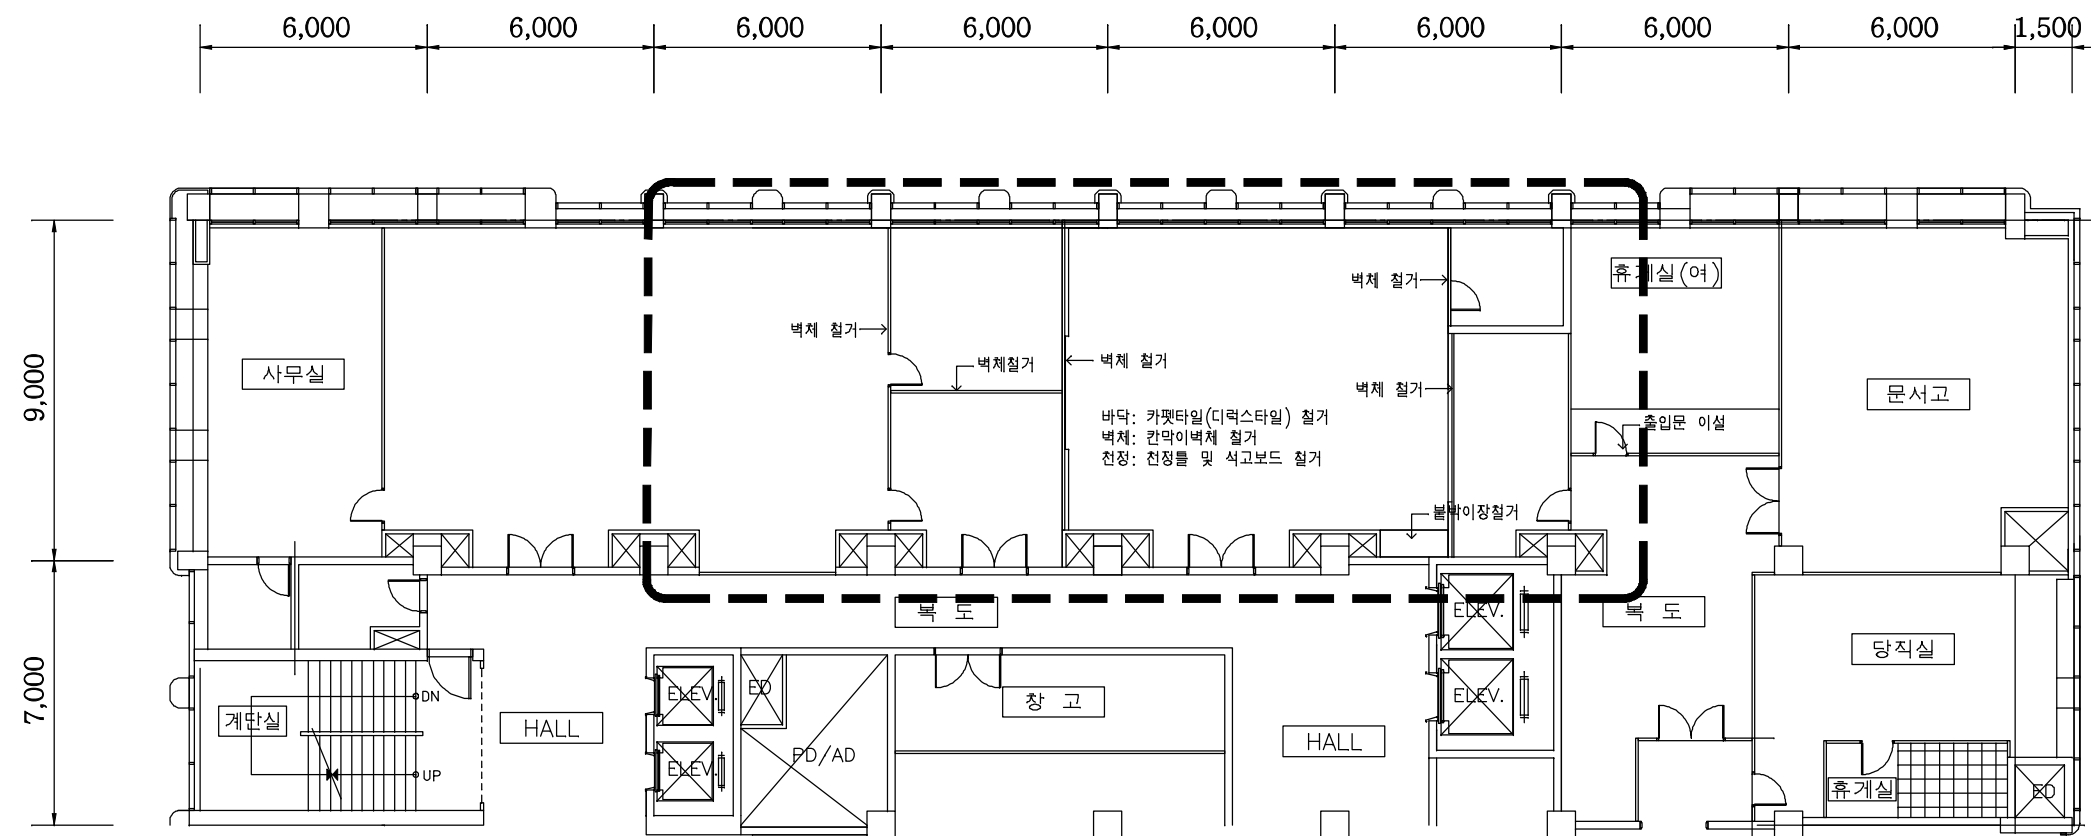 6,000 6,000 6,000 6,000 6,000 6,000 6,000 6,000 1,500
9,000
7,000
휴게실(여)
벽체 철거
벽체 철거
벽체철거
벽체 철거
사무실
벽체 철거
문서고
바닥: 카펫타일(디럭스타일) 철거
벽체: 칸막이벽체 철거
천정: 천정틀 및 석고보드 철거
출입문 이설
붙박이장철거
복 도
ELEV.
복 도
당직실
ELEV.
ED
ELEV.
DN
창 고
계단실
HALL
HALL
PD/AD
ELEV.
UP
휴게실
ED